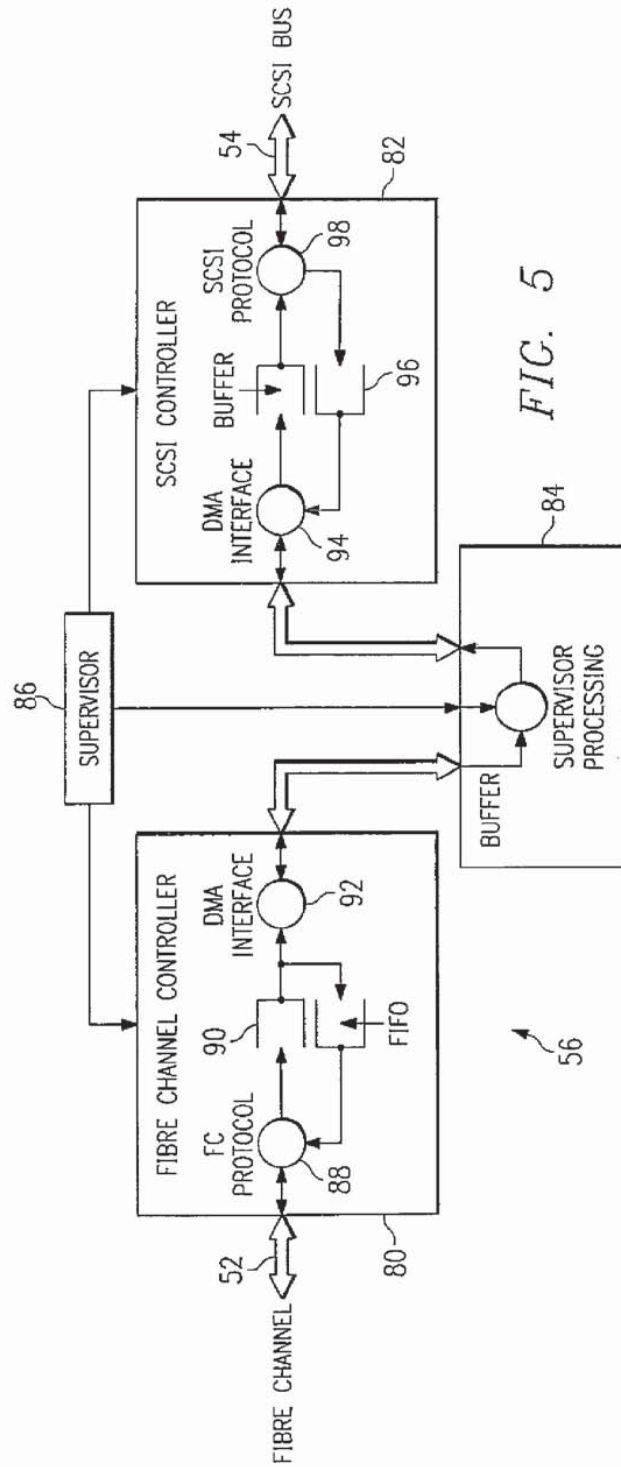 86
SUPERVISOR
FIBRE CHANNEL CONTROLLER
FC
PROTOCOL
88
90
FIFO
DMA
INTERFACE
92
80
FIBRE CHANNEL
52
SCSI CONTROLLER
DMA
INTERFACE
94
BUFFER
96
SCSI
PROTOCOL
98
82
54
SCSI BUS
BUFFER
SUPERVISOR
PROCESSING
84
56
FIG. 5